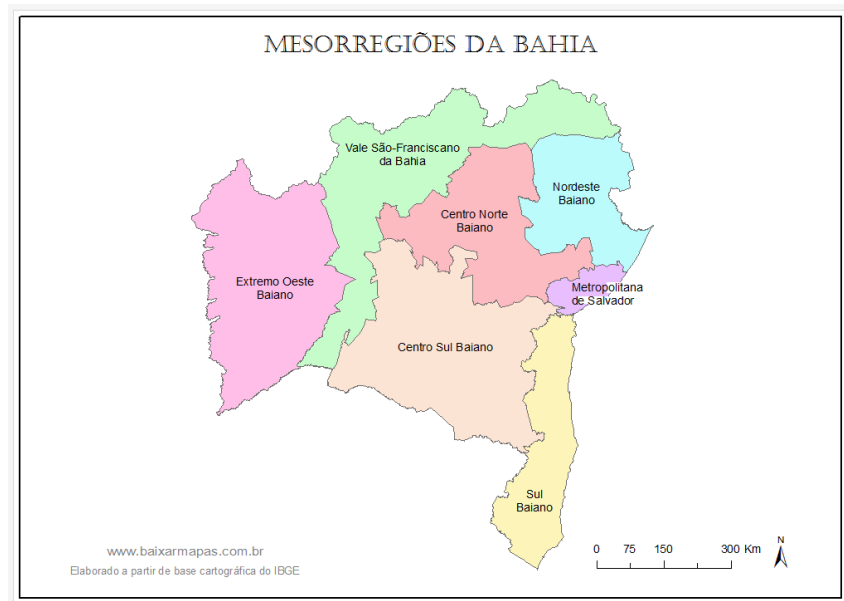 MESORREGIÕES DA BAHIA
Vale São-Franciscano
da Bahia
Nordeste
Baiano
Centro Norte
Baiano
Extremo Oeste
Baiano
Metropolitana
de Salvador
Centro Sul Baiano
Sul
Baiano
www.baixarmapas.com.br
Elaborado a partir de base cartográfica do IBGE
0 75 150 300 Km
N